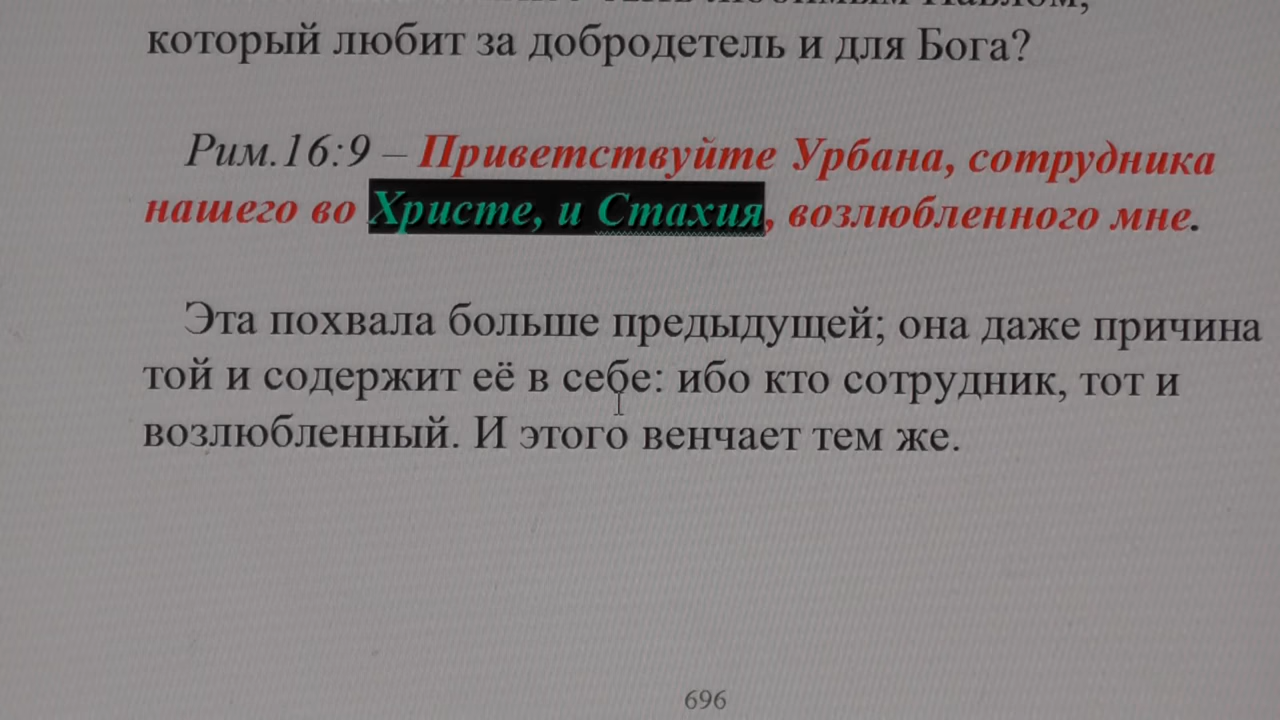 Павлом,
который любит за добродетель и для Бога?
Рим.16:9 – Приветствуйте Урбана, сотрудника
нашего во Христе, и Стахия, возлюбленного мне.
Эта похвала больше предыдущей; она даже причина
той и содержит её в себе: ибо кто сотрудник, тот и
возлюбленный. И этого венчает тем же.
696